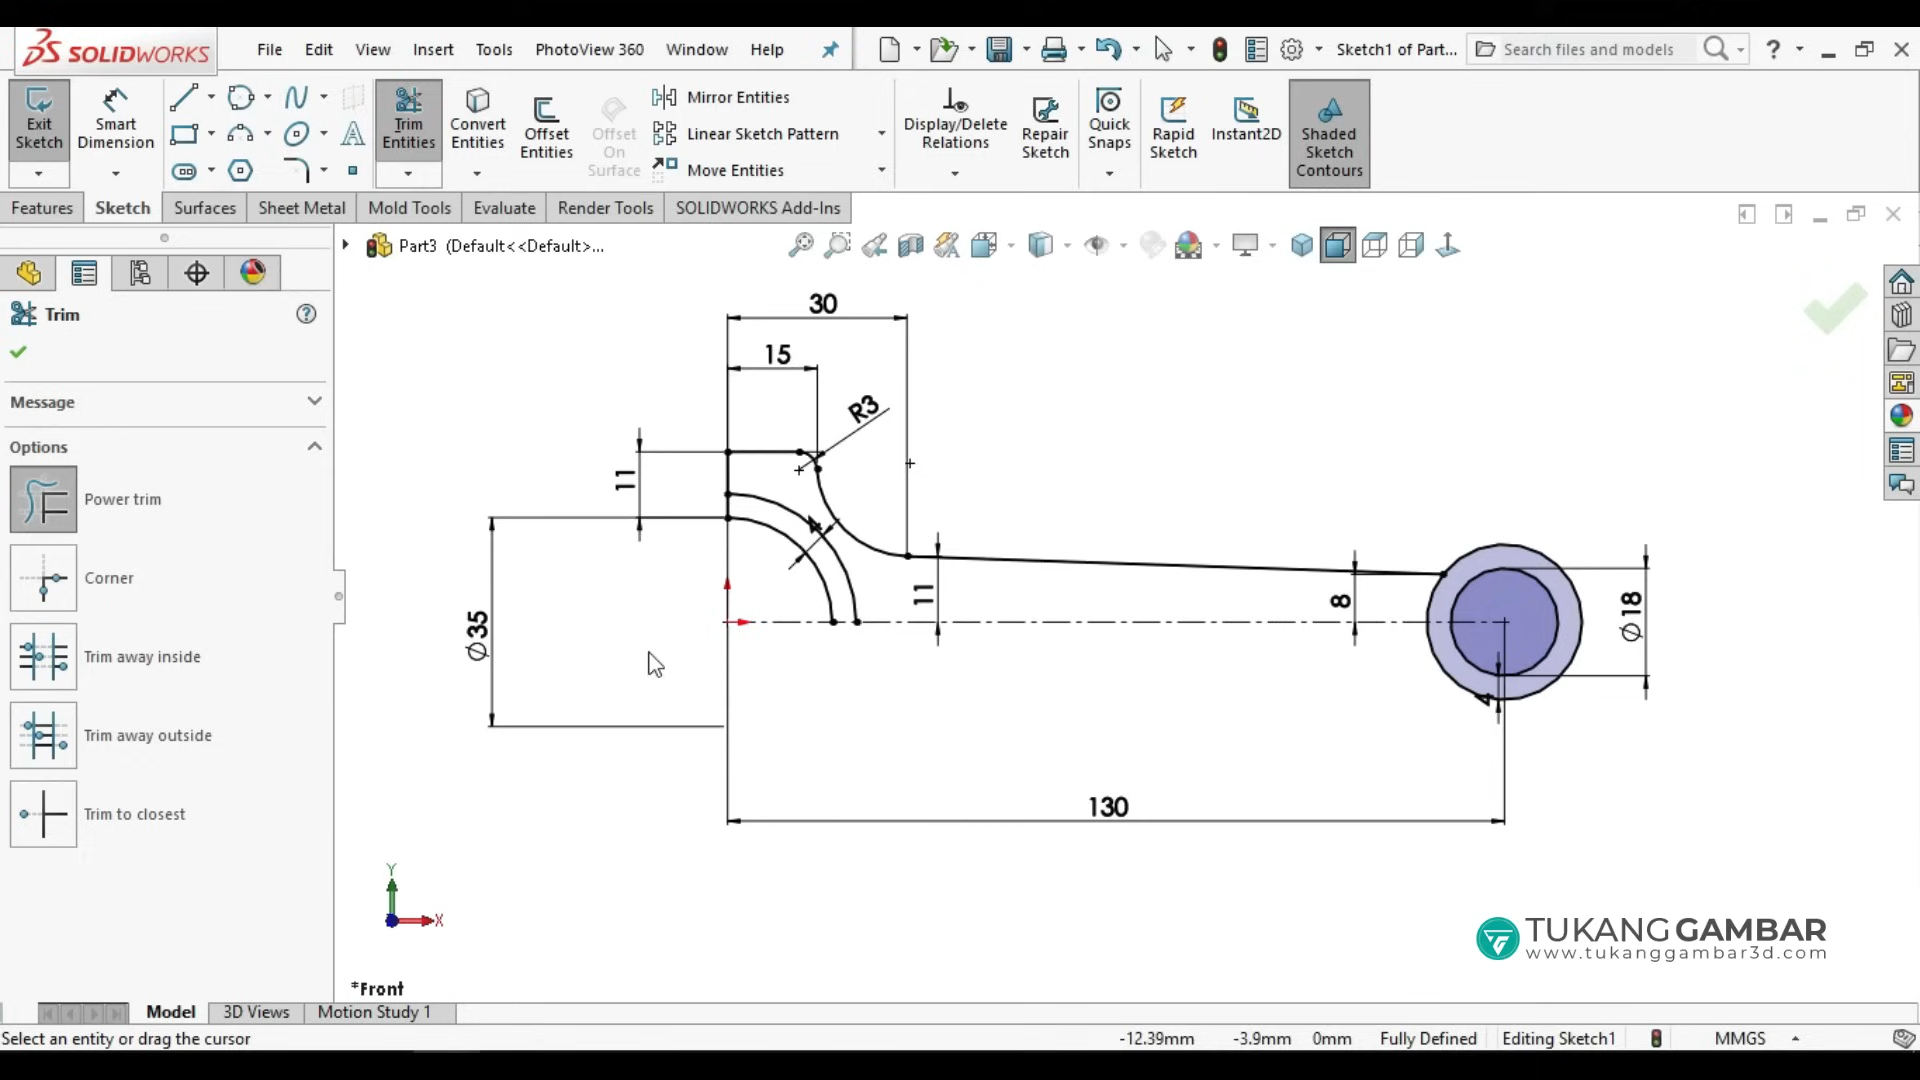 SOLIDWORKS File Edit View Insert Tools PhotoView 360 Window Help Sketch1 of Part... Search files and models ?
Exit Sketch
Smart Dimension
Trim Entities
Convert Entities
Offset Entities
Offset On Surface
Mirror Entities
Linear Sketch Pattern
Move Entities
Display/Delete Relations
Repair Sketch
Quick Snaps
Rapid Sketch
Instant2D
Shaded Sketch Contours
Features Sketch Surfaces Sheet Metal Mold Tools Evaluate Render Tools SOLIDWORKS Add-Ins
Part3 (Default<<Default>...
Trim ?
Message
Options
Power trim
Corner
Trim away inside
Trim away outside
Trim to closest
30
15
R3
11
4
11
8
Ø35
Ø18
4
130
Y
X
TUKANGGAMBAR
www.tukanggambar3d.com
*Front
Model 3D Views Motion Study 1
Select an entity or drag the cursor -12.39mm -3.9mm 0mm Fully Defined Editing Sketch1 MMGS